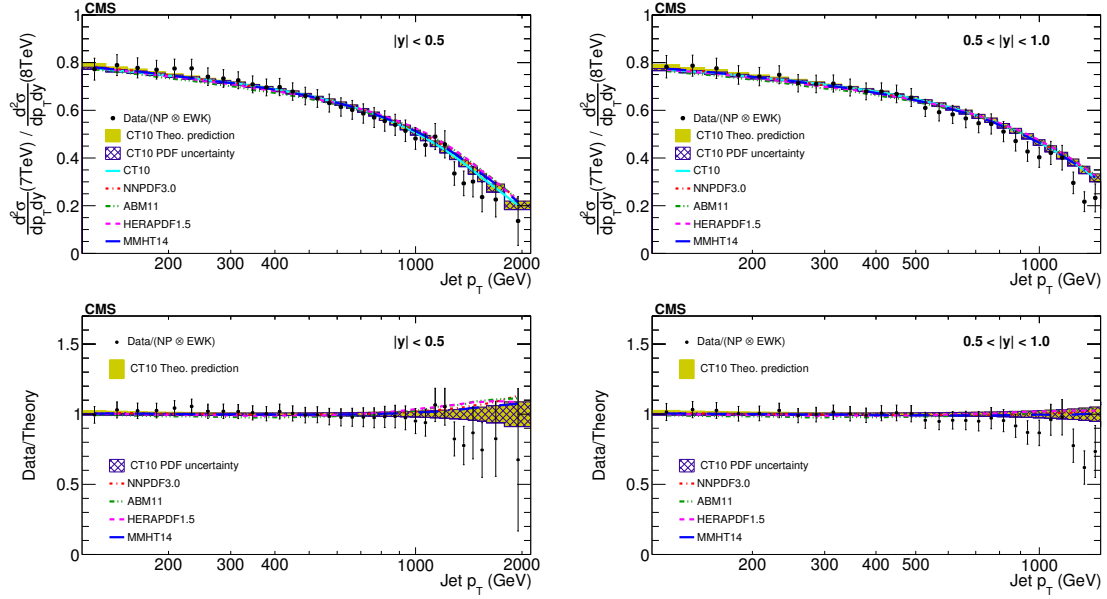 CMS
|y| < 0.5
d²σ/dp_T dy (7TeV) / d²σ/dp_T dy (8TeV)
1
0.8
0.6
0.4
0.2
0
Data/(NP ⊗ EWK)
CT10 Theo. prediction
CT10 PDF uncertainty
CT10
NNPDF3.0
ABM11
HERAPDF1.5
MMHT14
200 300 400 1000 2000
Jet p_T (GeV)
CMS
0.5 < |y| < 1.0
d²σ/dp_T dy (7TeV) / d²σ/dp_T dy (8TeV)
1
0.8
0.6
0.4
0.2
0
Data/(NP ⊗ EWK)
CT10 Theo. prediction
CT10 PDF uncertainty
CT10
NNPDF3.0
ABM11
HERAPDF1.5
MMHT14
200 300 400 500 1000
Jet p_T (GeV)
CMS
|y| < 0.5
Data/Theory
1.5
1
0.5
0
Data/(NP ⊗ EWK)
CT10 Theo. prediction
CT10 PDF uncertainty
NNPDF3.0
ABM11
HERAPDF1.5
MMHT14
200 300 400 1000 2000
Jet p_T (GeV)
CMS
0.5 < |y| < 1.0
Data/Theory
1.5
1
0.5
0
Data/(NP ⊗ EWK)
CT10 Theo. prediction
CT10 PDF uncertainty
NNPDF3.0
ABM11
HERAPDF1.5
MMHT14
200 300 400 500 1000
Jet p_T (GeV)